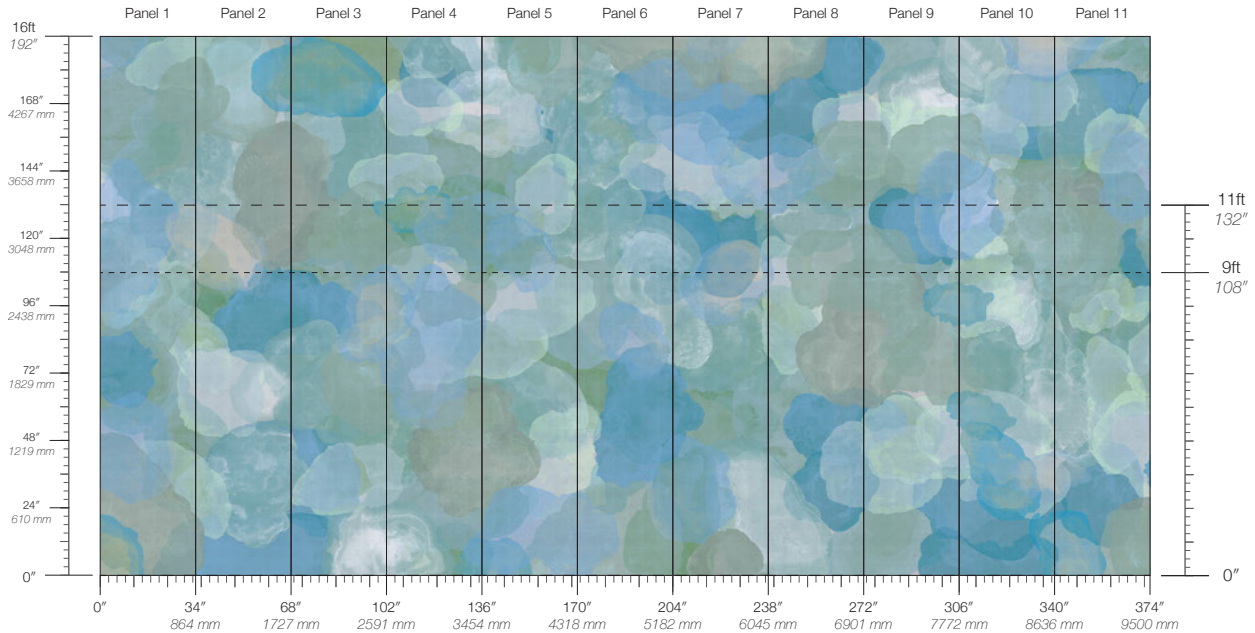 Panel 1 Panel 2 Panel 3 Panel 4 Panel 5 Panel 6 Panel 7 Panel 8 Panel 9 Panel 10 Panel 11
16ft
192"
168"
4267 mm
144"
3658 mm
120"
3048 mm
96"
2438 mm
72"
1829 mm
48"
1219 mm
24"
610 mm
0"
11ft
132"
9ft
108"
0"
0" 34" 68" 102" 136" 170" 204" 238" 272" 306" 340" 374"
864 mm 1727 mm 2591 mm 3454 mm 4318 mm 5182 mm 6045 mm 6901 mm 7772 mm 8636 mm 9500 mm